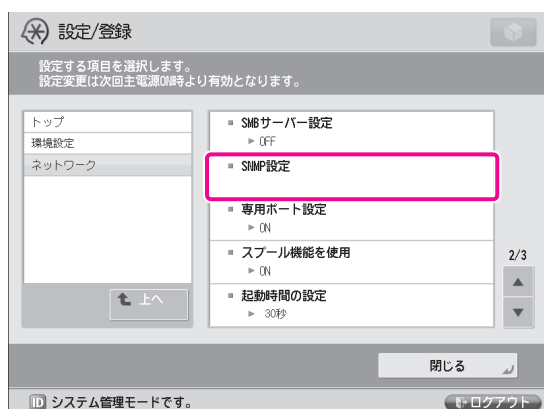 設定/登録
設定する項目を選択します。
設定変更は次回主電源ON時より有効となります。
トップ
環境設定
ネットワーク
上へ
SMBサーバー設定
OFF
SNMP設定
専用ポート設定
ON
スプール機能を使用
ON
起動時間の設定
30秒
2/3
閉じる
ID システム管理モードです。
ログアウト